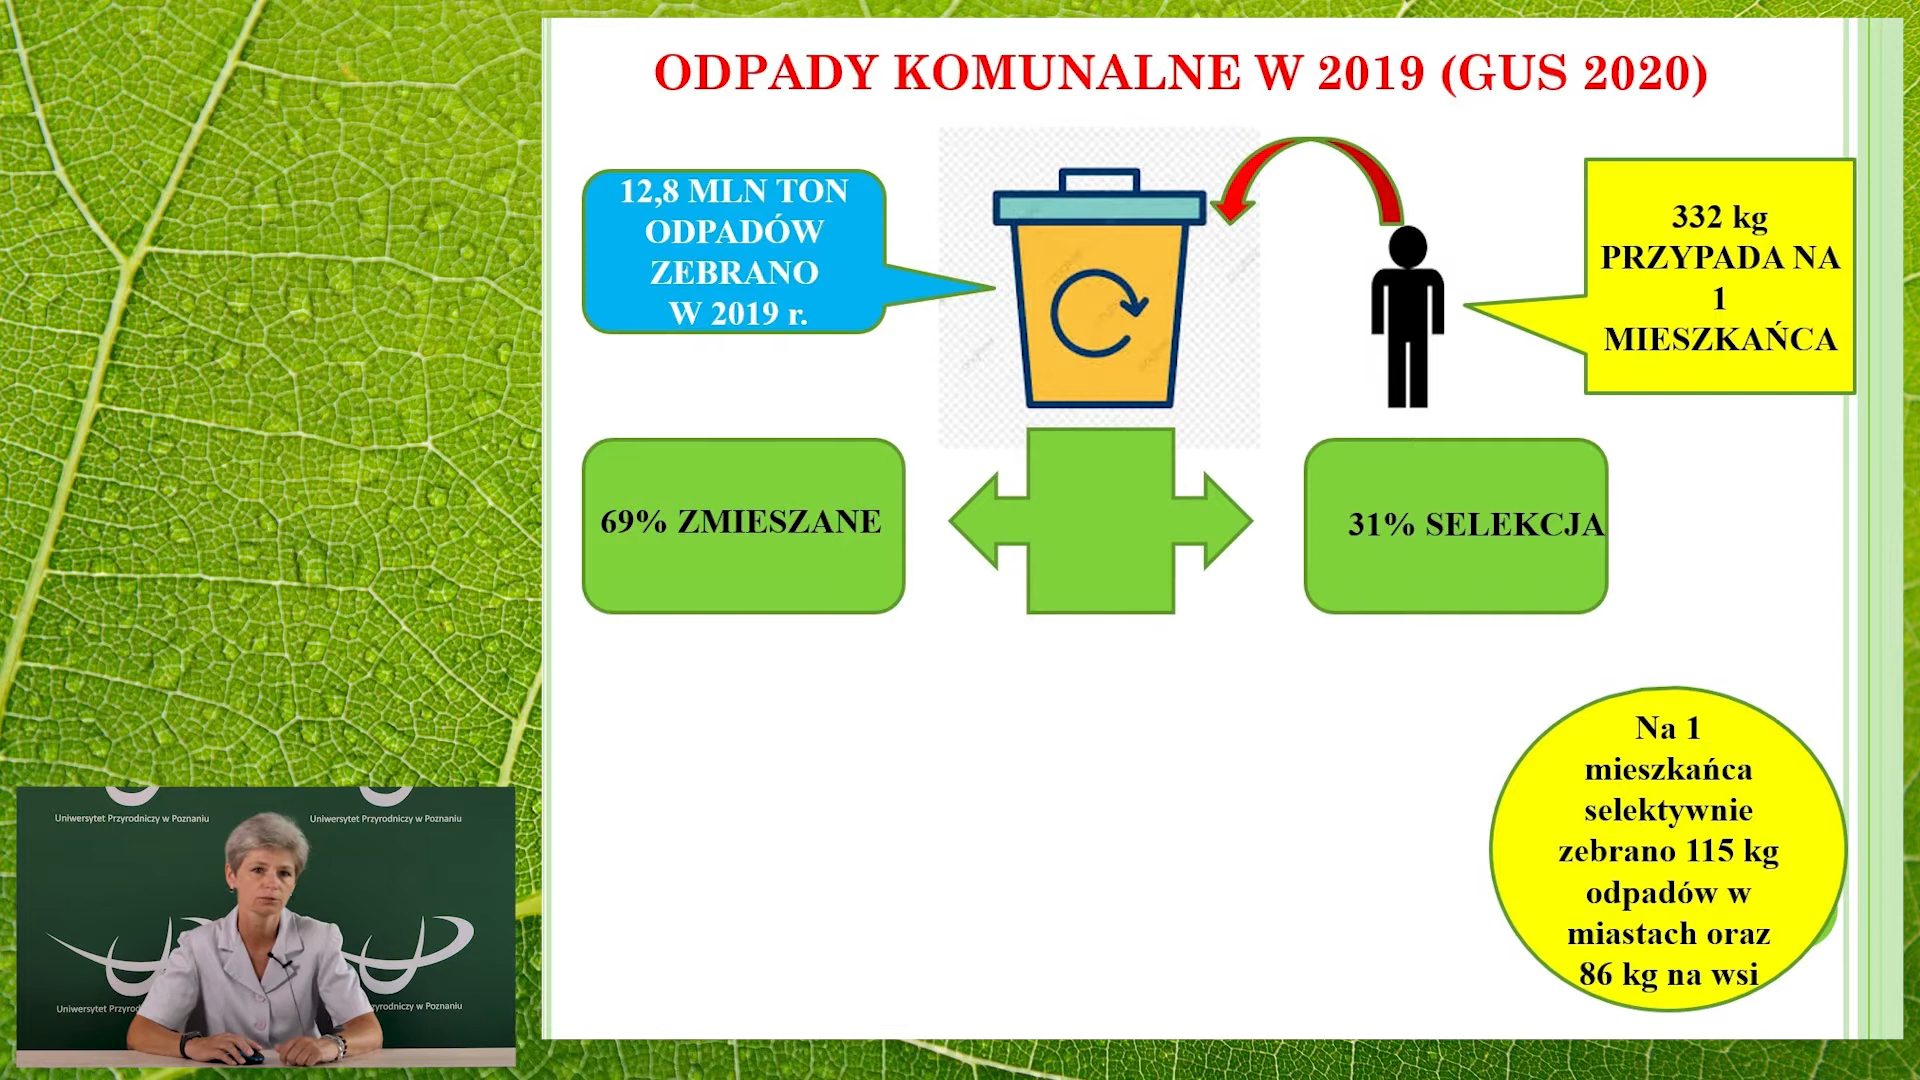 ODPADY KOMUNALNE W 2019 (GUS 2020)
12,8 MLN TON
ODPADÓW
ZEBRANO
W 2019 r.
332 kg
PRZYPADA NA
1
MIESZKAŃCA
69% ZMIESZANE
31% SELEKCJA
Na 1
mieszkańca
selektywnie
zebrano 115 kg
odpadów w
miastach oraz
86 kg na wsi
Uniwersytet Przyrodniczy w Poznaniu
Uniwersytet Przyrodniczy w Poznaniu
Uniwersytet
w Poznaniu